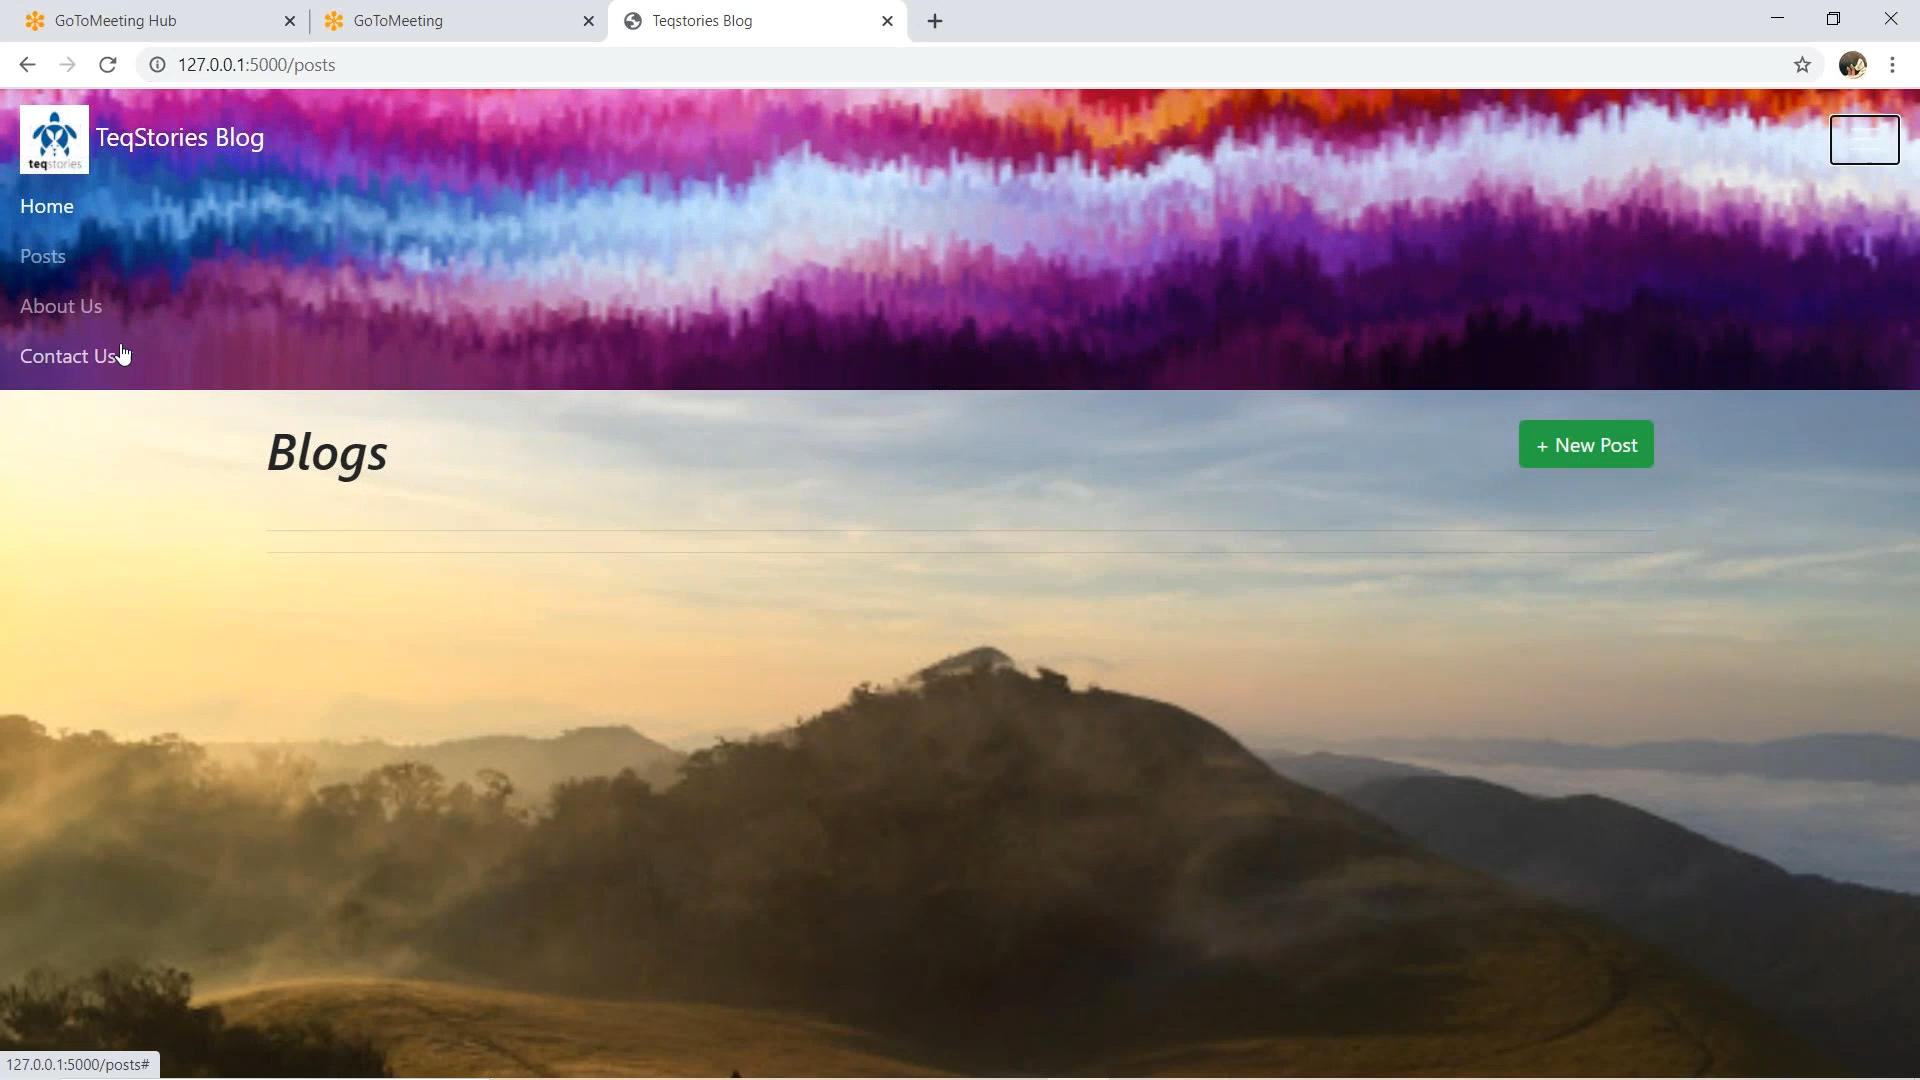 GoToMeeting Hub
GoToMeeting
Teqstories Blog
127.0.0.1:5000/posts
teqstories
TeqStories Blog
Home
Posts
About Us
Contact Us
Blogs
+ New Post
127.0.0.1:5000/posts#